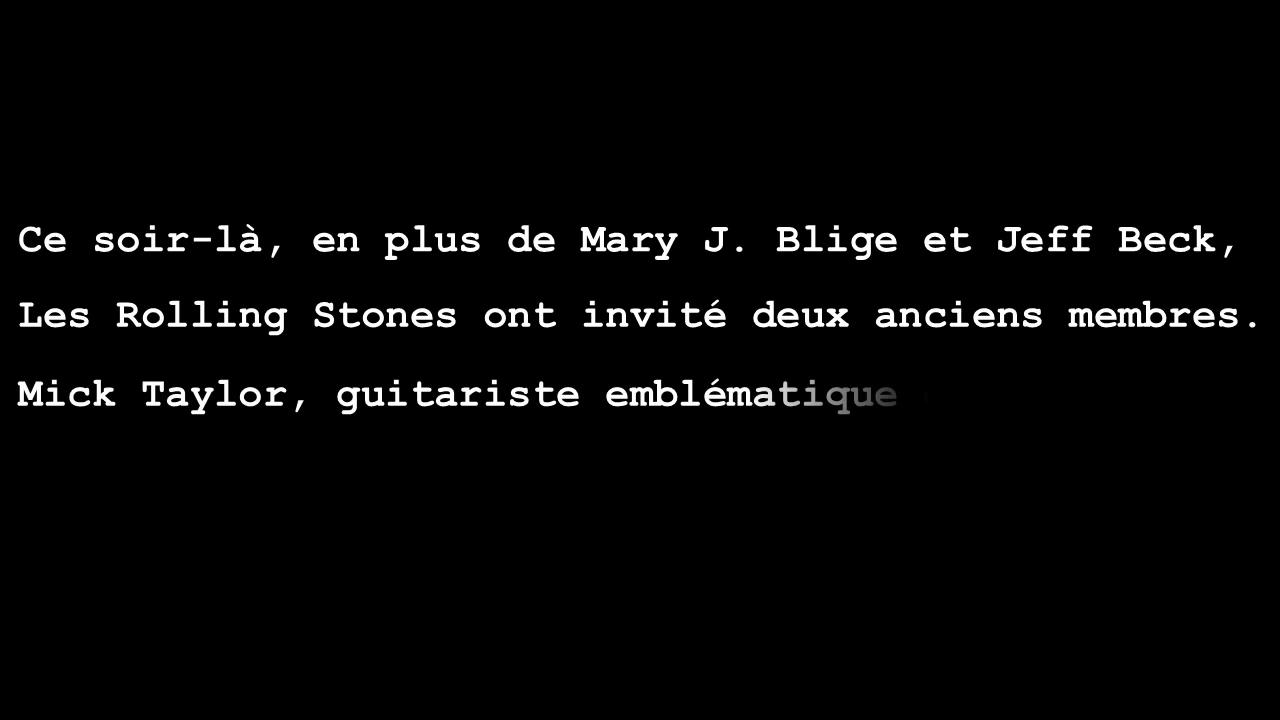 Ce soir-là, en plus de Mary J. Blige et Jeff Beck,
Les Rolling Stones ont invité deux anciens membres.
Mick Taylor, guitariste emblématique